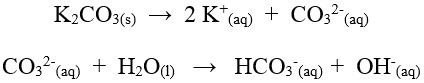 K₂CO₃₍ₛ₎ → 2 K⁺₍aq₎ + CO₃²⁻₍aq₎
CO₃²⁻₍aq₎ + H₂O₍l₎ → HCO₃⁻₍aq₎ + OH⁻₍aq₎